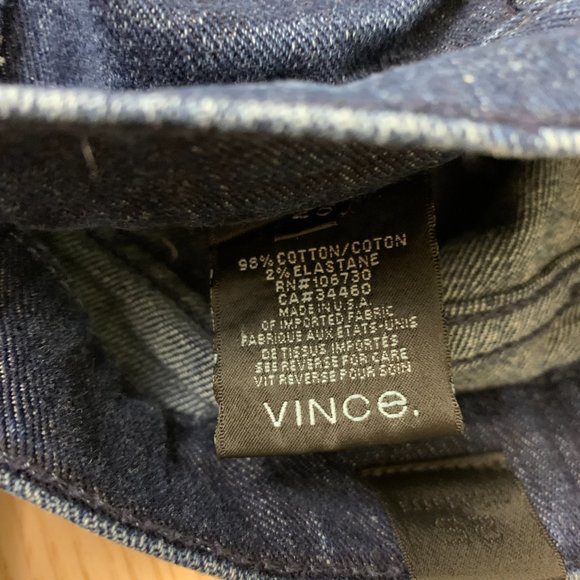 98% COTTON/COTON
2% ELASTANE
RN#106730
CA#34460
MADE IN U.S.A.
OF IMPORTED FABRIC
FABRIQUE AUX ETATS-UNIS
DE TISSUS IMPORTÉS
SEE REVERSE FOR CARE
VIT REVERSE POUR SOIN
VINCe.